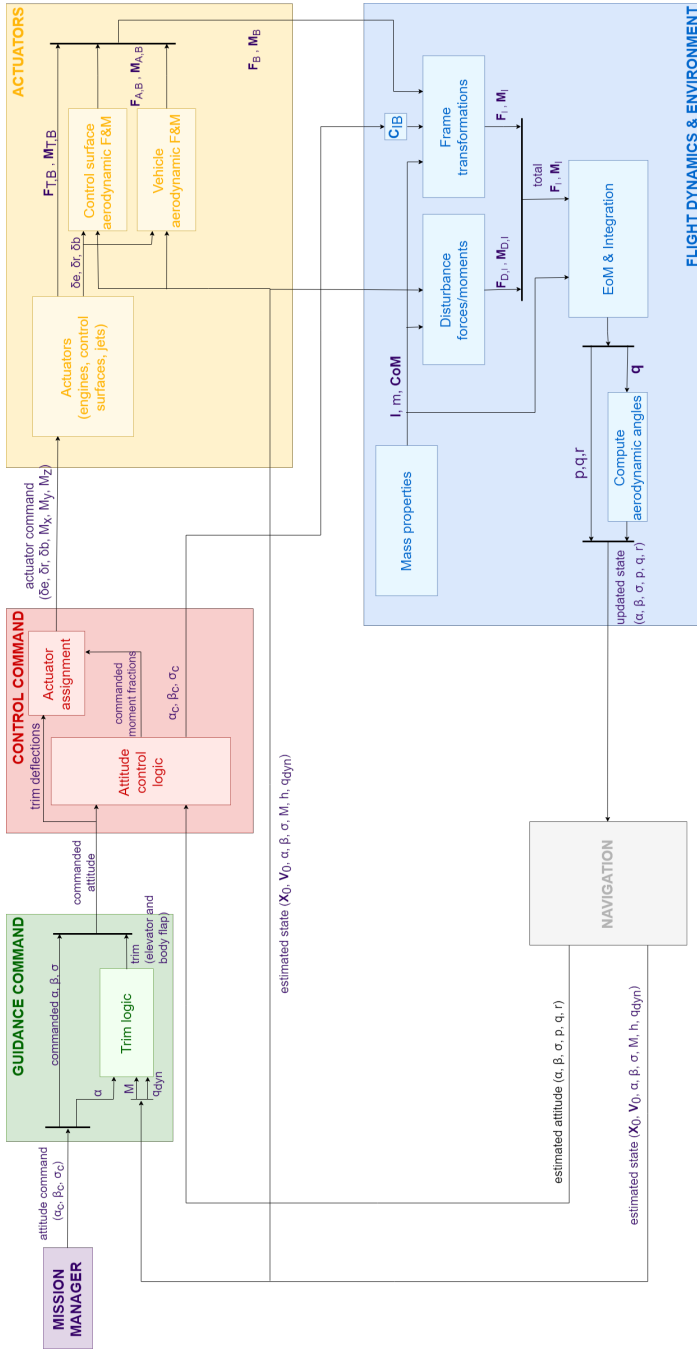 MISSION
MANAGER
attitude command
(α_C, β_C, σ_C)
GUIDANCE COMMAND
commanded α, β, σ
α
M
q_dyn
Trim logic
trim
(elevator and
body flap)
commanded
attitude
CONTROL COMMAND
trim deflections
Actuator
assignment
Attitude
control
logic
commanded
moment fractions
α_C, β_C, σ_C
actuator command
(δe, δr, δb, M_x, M_y, M_z)
ACTUATORS
Actuators
(engines, control
surfaces, jets)
F_T,B , M_T,B
δe, δr, δb
Control surface
aerodynamic F&M
F_A,B , M_A,B
Vehicle
aerodynamic F&M
F_B , M_B
estimated state (X_0, V_0, α, β, σ, M, h, q_dyn)
FLIGHT DYNAMICS & ENVIRONMENT
C_IB
Frame
transformations
F_I , M_I
Disturbance
forces/moments
F_D,I , M_D,I
total
F_I , M_I
I, m, CoM
Mass properties
EoM & Integration
q
p,q,r
Compute
aerodynamic angles
updated state
(α, β, σ, p, q, r)
NAVIGATION
estimated attitude (α, β, σ, p, q, r)
estimated state (X_0, V_0, α, β, σ, M, h, q_dyn)